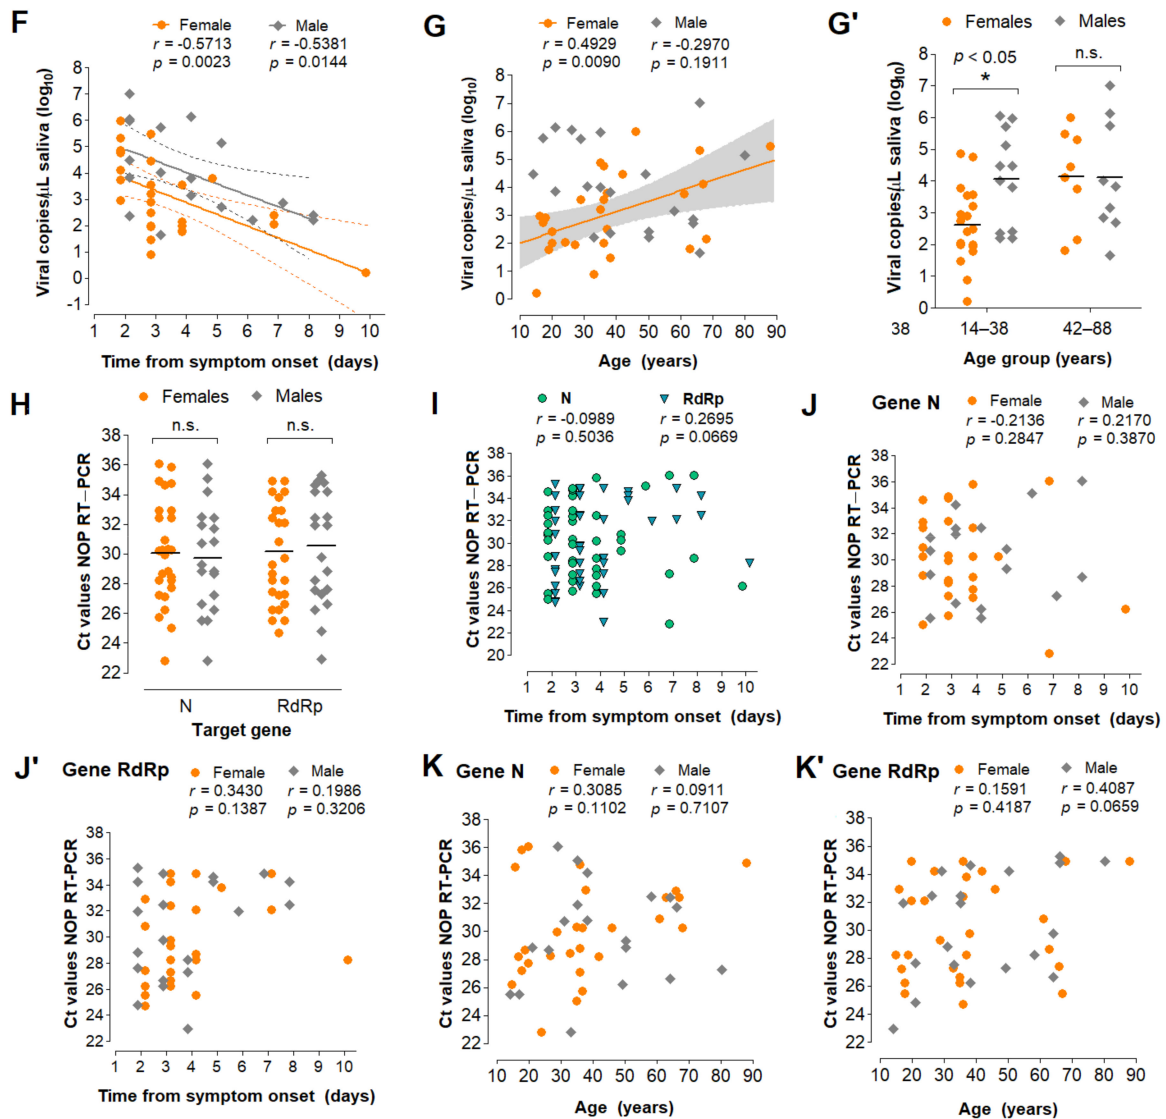 F
Female
Male
r = -0.5713
r = -0.5381
p = 0.0023
p = 0.0144
Viral copies/µL saliva (log10)
8
7
6
5
4
3
2
1
0
-1
1 2 3 4 5 6 7 8 9 10
Time from symptom onset (days)
G
Female
Male
r = 0.4929
r = -0.2970
p = 0.0090
p = 0.1911
Viral copies/µL saliva (log10)
8
7
6
5
4
3
2
1
0
10 20 30 40 50 60 70 80 90
Age (years)
G'
Females
Males
p < 0.05
n.s.
*
Viral copies/µL saliva (log10)
8
7
6
5
4
3
2
1
0
38
14–38
42–88
Age group (years)
H
Females
Males
n.s.
n.s.
Ct values NOP RT–PCR
38
36
34
32
30
28
26
24
22
N
RdRp
Target gene
I
N
RdRp
r = -0.0989
r = 0.2695
p = 0.5036
p = 0.0669
Ct values NOP RT–PCR
38
36
34
32
30
28
26
24
22
20
1 2 3 4 5 6 7 8 9 10
Time from symptom onset (days)
J
Gene N
Female
Male
r = -0.2136
r = 0.2170
p = 0.2847
p = 0.3870
Ct values NOP RT–PCR
38
36
34
32
30
28
26
24
22
1 2 3 4 5 6 7 8 9 10
Time from symptom onset (days)
J'
Gene RdRp
Female
Male
r = 0.3430
r = 0.1986
p = 0.1387
p = 0.3206
Ct values NOP RT-PCR
38
36
34
32
30
28
26
24
22
1 2 3 4 5 6 7 8 9 10
Time from symptom onset (days)
K
Gene N
Female
Male
r = 0.3085
r = 0.0911
p = 0.1102
p = 0.7107
Ct values NOP RT-PCR
38
36
34
32
30
28
26
24
22
10 20 30 40 50 60 70 80 90
Age (years)
K'
Gene RdRp
Female
Male
r = 0.1591
r = 0.4087
p = 0.4187
p = 0.0659
Ct values NOP RT-PCR
38
36
34
32
30
28
26
24
22
10 20 30 40 50 60 70 80 90
Age (years)